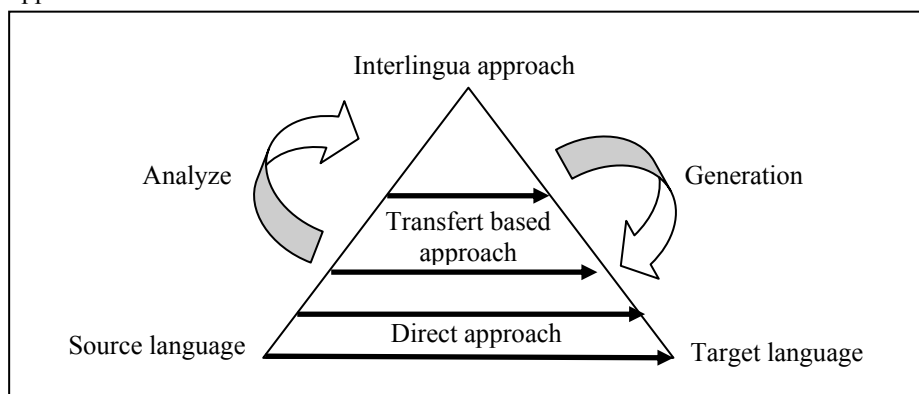 Interlingua approach
Analyze
Generation
Transfert based
approach
Direct approach
Source language
Target language